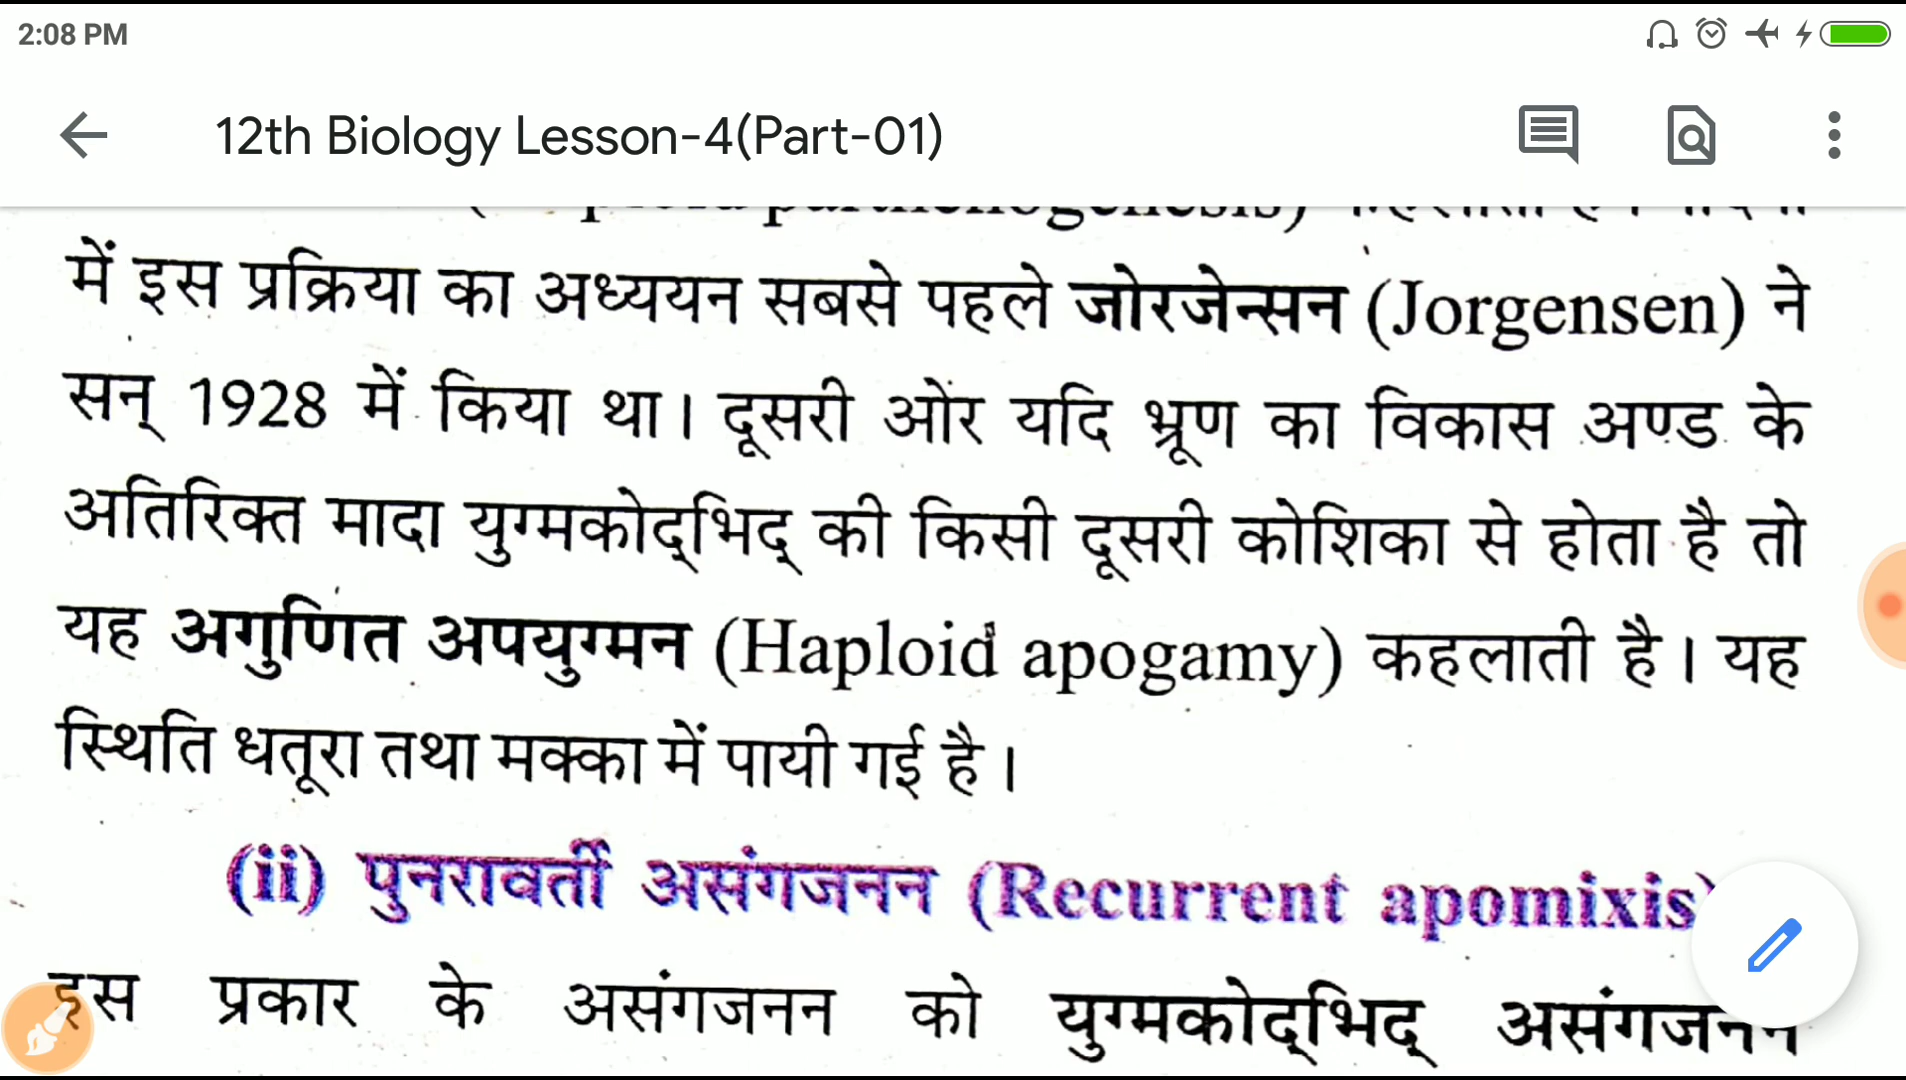 2:08 PM
12th Biology Lesson-4(Part-01)
parthenogenesis)
में इस प्रक्रिया का अध्ययन सबसे पहले जोरजेन्सन (Jorgensen) ने
सन् 1928 में किया था। दूसरी ओर यदि भ्रूण का विकास अण्ड के
अतिरिक्त मादा युग्मकोद्‌भिद् की किसी दूसरी कोशिका से होता है तो
यह अगुणित अपयुग्मन (Haploid apogamy) कहलाती है। यह
स्थिति धतूरा तथा मक्का में पायी गई है।
(ii) पुनरावर्ती असंगजनन (Recurrent apomixis)
इस प्रकार के असंगजनन को युग्मकोद्‌भिद् असंगजनन